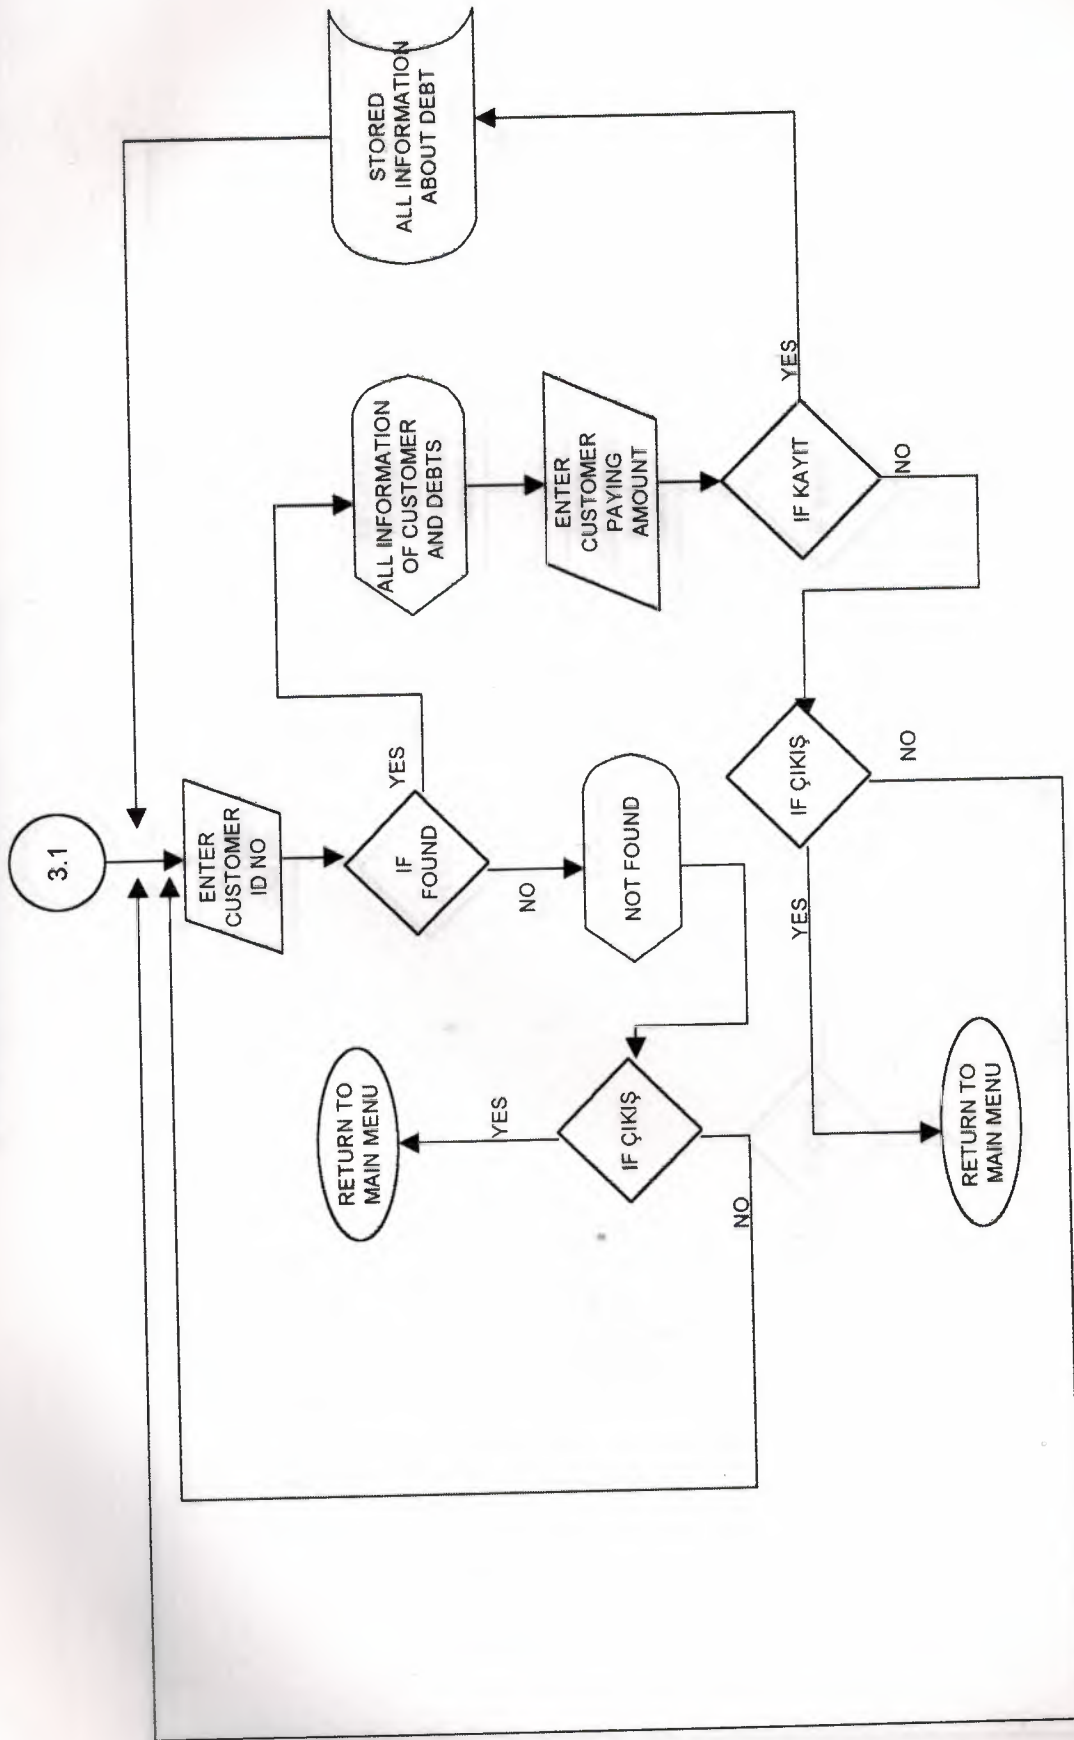 3.1
ENTER
CUSTOMER
ID NO
IF
FOUND
YES
NO
NOT FOUND
ALL INFORMATION
OF CUSTOMER
AND DEBTS
ENTER
CUSTOMER
PAYING
AMOUNT
IF KAYIT
YES
NO
STORED
ALL INFORMATION
ABOUT DEBT
IF ÇIKIŞ
YES
NO
RETURN TO
MAIN MENU
IF ÇIKIŞ
YES
NO
RETURN TO
MAIN MENU